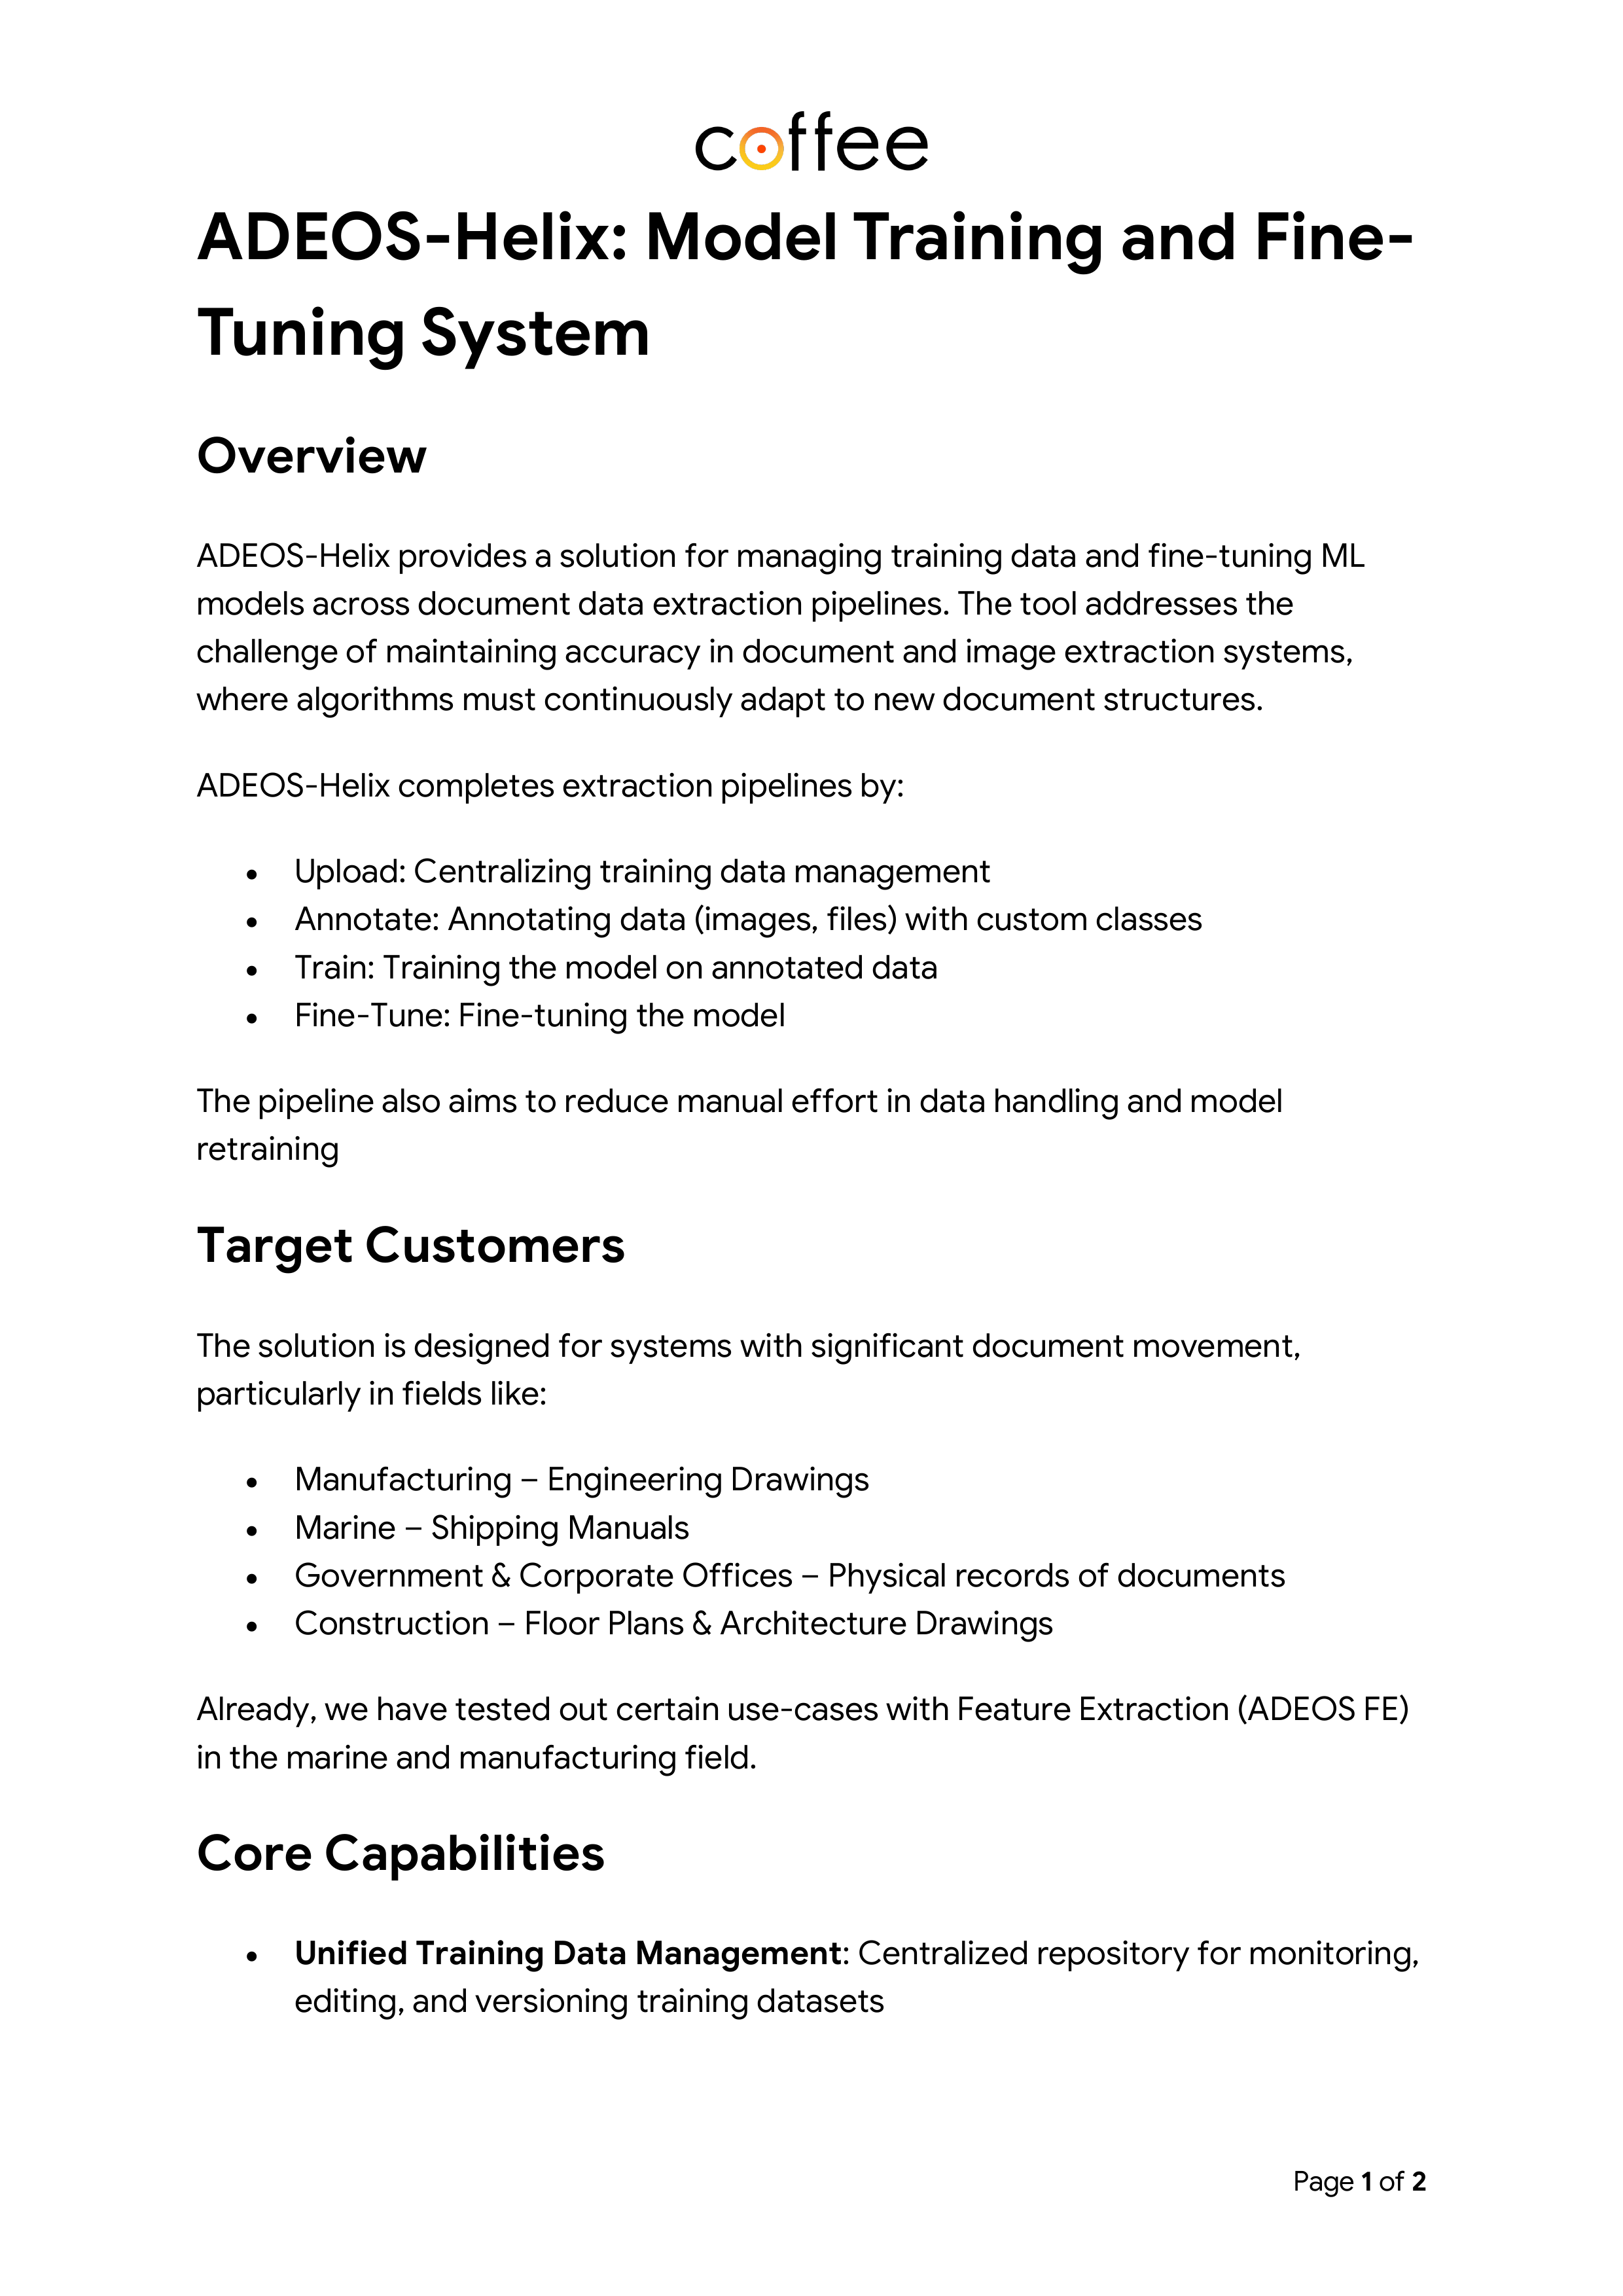 coffee
ADEOS-Helix: Model Training and Fine-
Tuning System
Overview
ADEOS-Helix provides a solution for managing training data and fine-tuning ML
models across document data extraction pipelines. The tool addresses the
challenge of maintaining accuracy in document and image extraction systems,
where algorithms must continuously adapt to new document structures.
ADEOS-Helix completes extraction pipelines by:
• Upload: Centralizing training data management
• Annotate: Annotating data (images, files) with custom classes
• Train: Training the model on annotated data
• Fine-Tune: Fine-tuning the model
The pipeline also aims to reduce manual effort in data handling and model
retraining
Target Customers
The solution is designed for systems with significant document movement,
particularly in fields like:
• Manufacturing – Engineering Drawings
• Marine – Shipping Manuals
• Government & Corporate Offices – Physical records of documents
• Construction – Floor Plans & Architecture Drawings
Already, we have tested out certain use-cases with Feature Extraction (ADEOS FE)
in the marine and manufacturing field.
Core Capabilities
• Unified Training Data Management: Centralized repository for monitoring,
editing, and versioning training datasets
Page 1 of 2